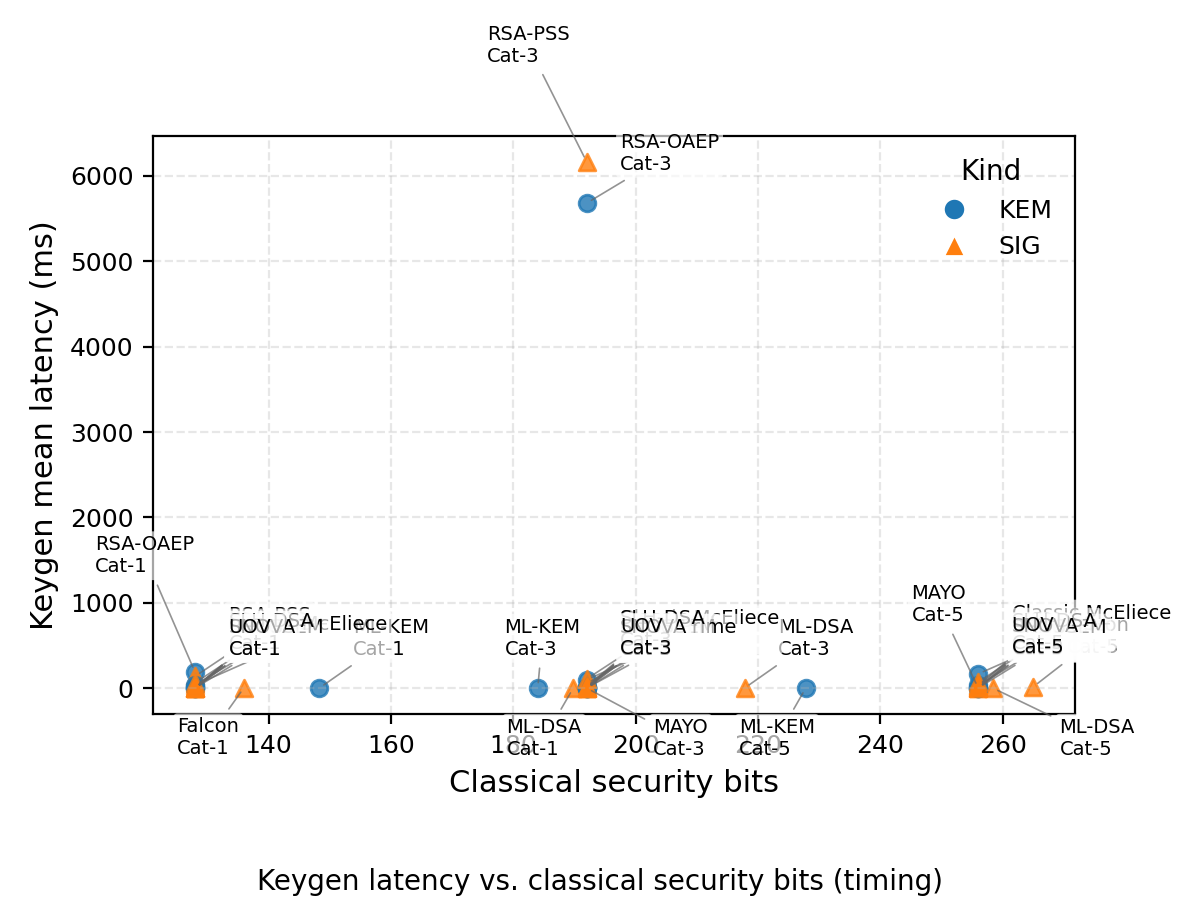 RSA-PSS
Cat-3
RSA-OAEP
Cat-3
Kind
KEM
SIG
6000
5000
4000
3000
2000
1000
0
Keygen mean latency (ms)
RSA-OAEP
Cat-1
RSA-PSS
UOV
Cat-1
ML-KEM
Cat-1
ML-KEM
Cat-3
SLH-DSA
UOV
Cat-3
ML-DSA
Cat-3
MAYO
Cat-5
Classic McEliece
UOV
Cat-5
Falcon
Cat-1
ML-DSA
Cat-1
MAYO
Cat-3
ML-KEM
Cat-5
ML-DSA
Cat-5
140
160
180
200
220
240
260
Classical security bits
Keygen latency vs. classical security bits (timing)